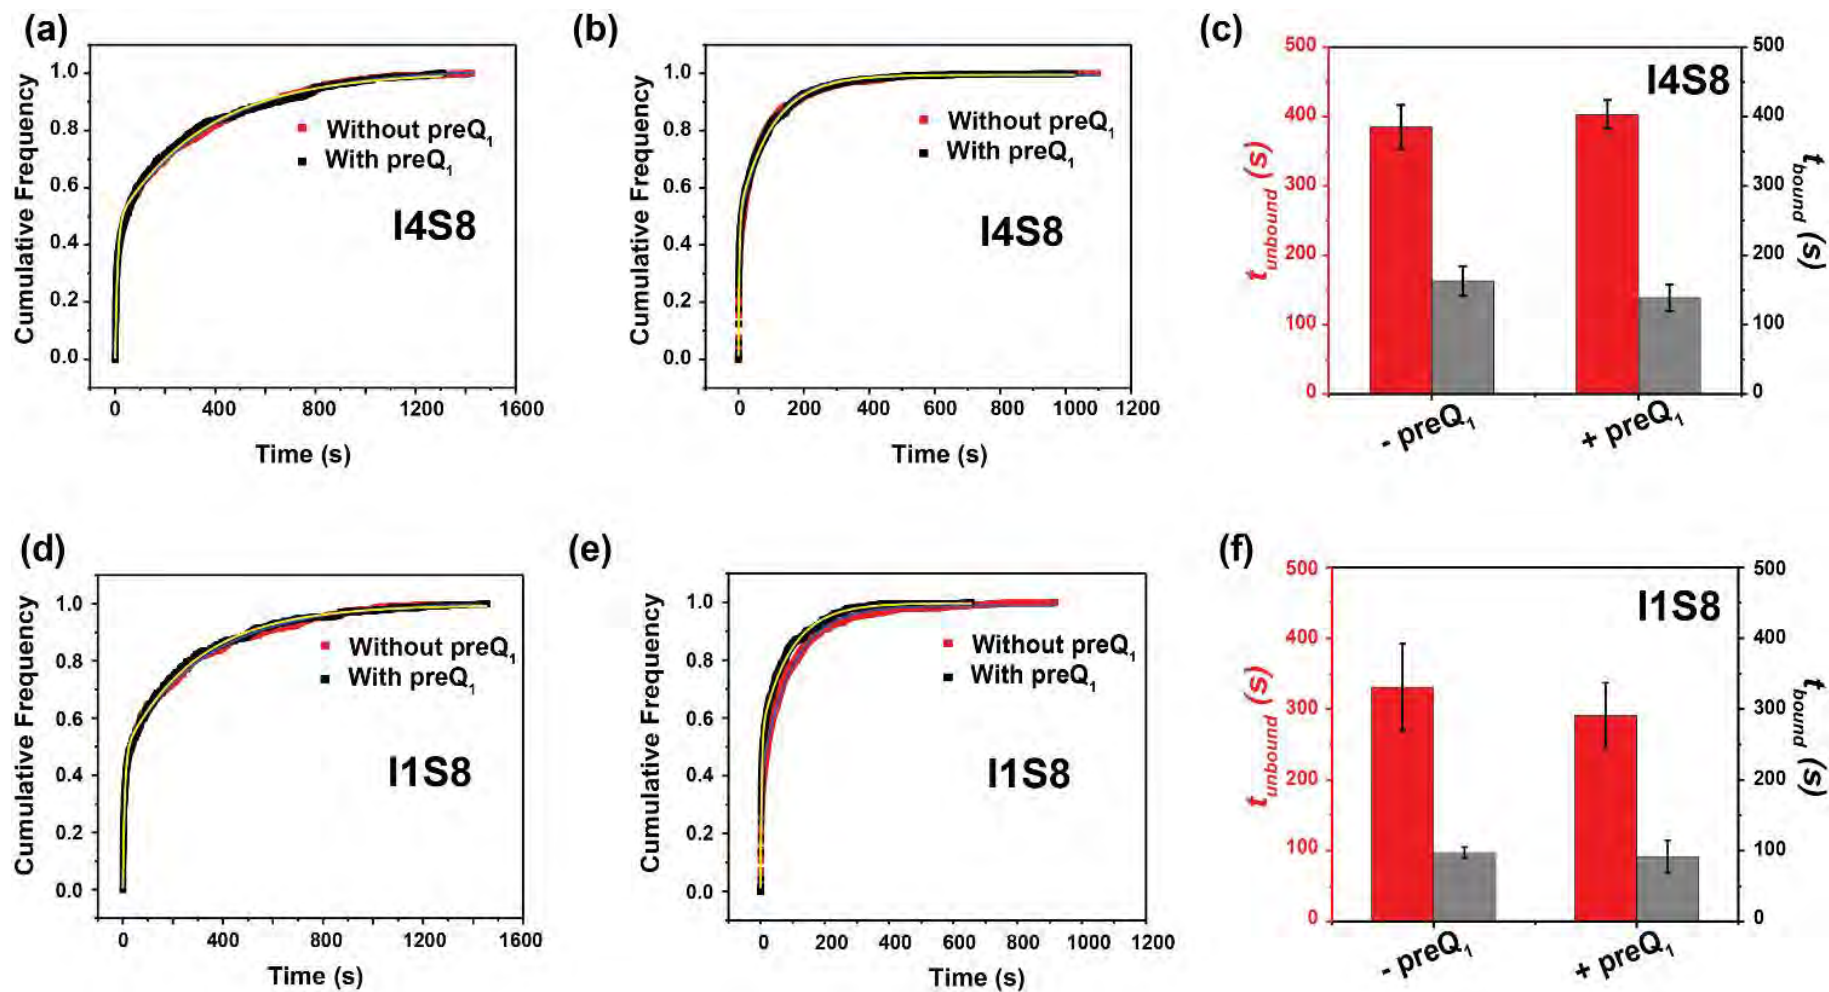 (a)
Cumulative Frequency
1.0
0.8
0.6
0.4
0.2
0.0
Without preQ1
With preQ1
I4S8
0 400 800 1200 1600
Time (s)
(b)
Cumulative Frequency
1.0
0.8
0.6
0.4
0.2
0.0
Without preQ1
With preQ1
I4S8
0 200 400 600 800 1000 1200
Time (s)
(c)
I4S8
tunbound (s)
500
400
300
200
100
0
500
400
300
200
100
0
tbound (s)
- preQ1
+ preQ1
(d)
Cumulative Frequency
1.0
0.8
0.6
0.4
0.2
0.0
Without preQ1
With preQ1
I1S8
0 400 800 1200 1600
Time (s)
(e)
Cumulative Frequency
1.0
0.8
0.6
0.4
0.2
0.0
Without preQ1
With preQ1
I1S8
0 200 400 600 800 1000 1200
Time (s)
(f)
I1S8
tunbound (s)
500
400
300
200
100
0
500
400
300
200
100
0
tbound (s)
- preQ1
+ preQ1